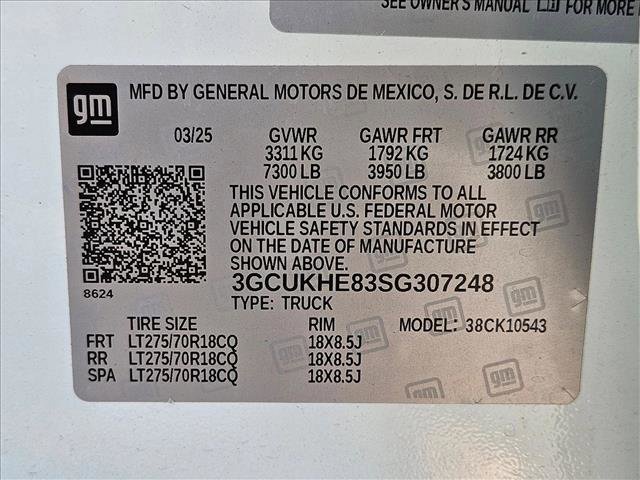 SEE OWNER'S MANUAL FOR MORE
gm
MFD BY GENERAL MOTORS DE MEXICO, S. DE R.L. DE C.V.
03/25 GVWR GAWR FRT GAWR RR
3311 KG 1792 KG 1724 KG
7300 LB 3950 LB 3800 LB
THIS VEHICLE CONFORMS TO ALL
APPLICABLE U.S. FEDERAL MOTOR
VEHICLE SAFETY STANDARDS IN EFFECT
ON THE DATE OF MANUFACTURE
SHOWN ABOVE.
8624
3GCUKHE83SG307248
TYPE: TRUCK
TIRE SIZE RIM MODEL: 38CK10543
FRT LT275/70R18CQ 18X8.5J
RR LT275/70R18CQ 18X8.5J
SPA LT275/70R18CQ 18X8.5J